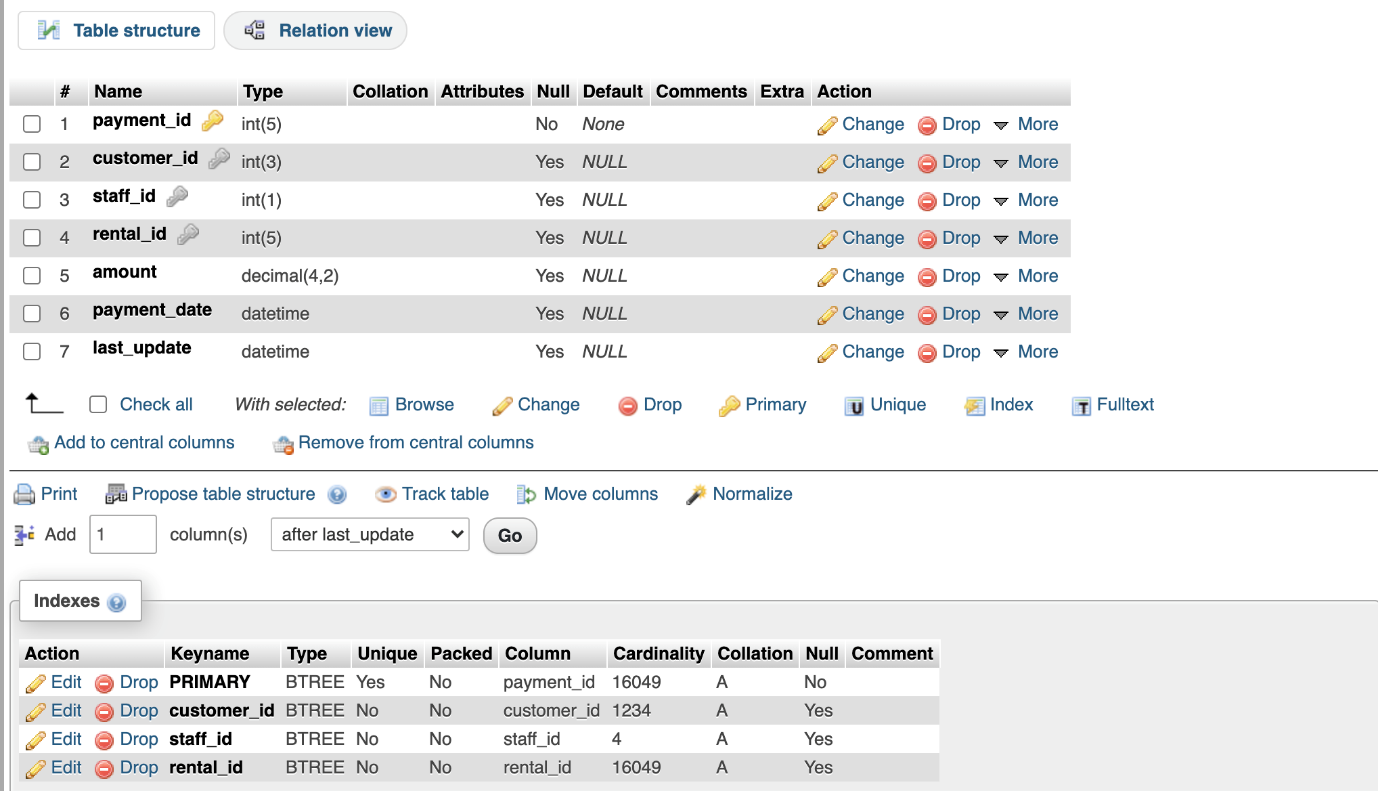 Table structure Relation view
# Name Type Collation Attributes Null Default Comments Extra Action
1 payment_id int(5) No None Change Drop More
2 customer_id int(3) Yes NULL Change Drop More
3 staff_id int(1) Yes NULL Change Drop More
4 rental_id int(5) Yes NULL Change Drop More
5 amount decimal(4,2) Yes NULL Change Drop More
6 payment_date datetime Yes NULL Change Drop More
7 last_update datetime Yes NULL Change Drop More
Check all With selected: Browse Change Drop Primary U Unique Index T Fulltext
Add to central columns Remove from central columns
Print Propose table structure ? Track table Move columns Normalize
Add 1 column(s) after last_update Go
Indexes ?
Action Keyname Type Unique Packed Column Cardinality Collation Null Comment
Edit Drop PRIMARY BTREE Yes No payment_id 16049 A No
Edit Drop customer_id BTREE No No customer_id 1234 A Yes
Edit Drop staff_id BTREE No No staff_id 4 A Yes
Edit Drop rental_id BTREE No No rental_id 16049 A Yes